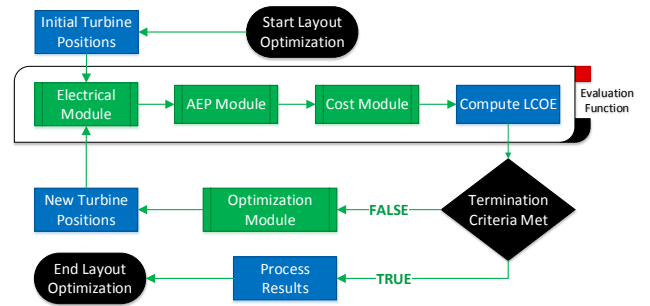 Initial Turbine
Positions
Start Layout
Optimization
Electrical
Module
AEP Module
Cost Module
Compute LCOE
Evaluation
Function
New Turbine
Positions
Optimization
Module
FALSE
Termination
Criteria Met
End Layout
Optimization
Process
Results
TRUE